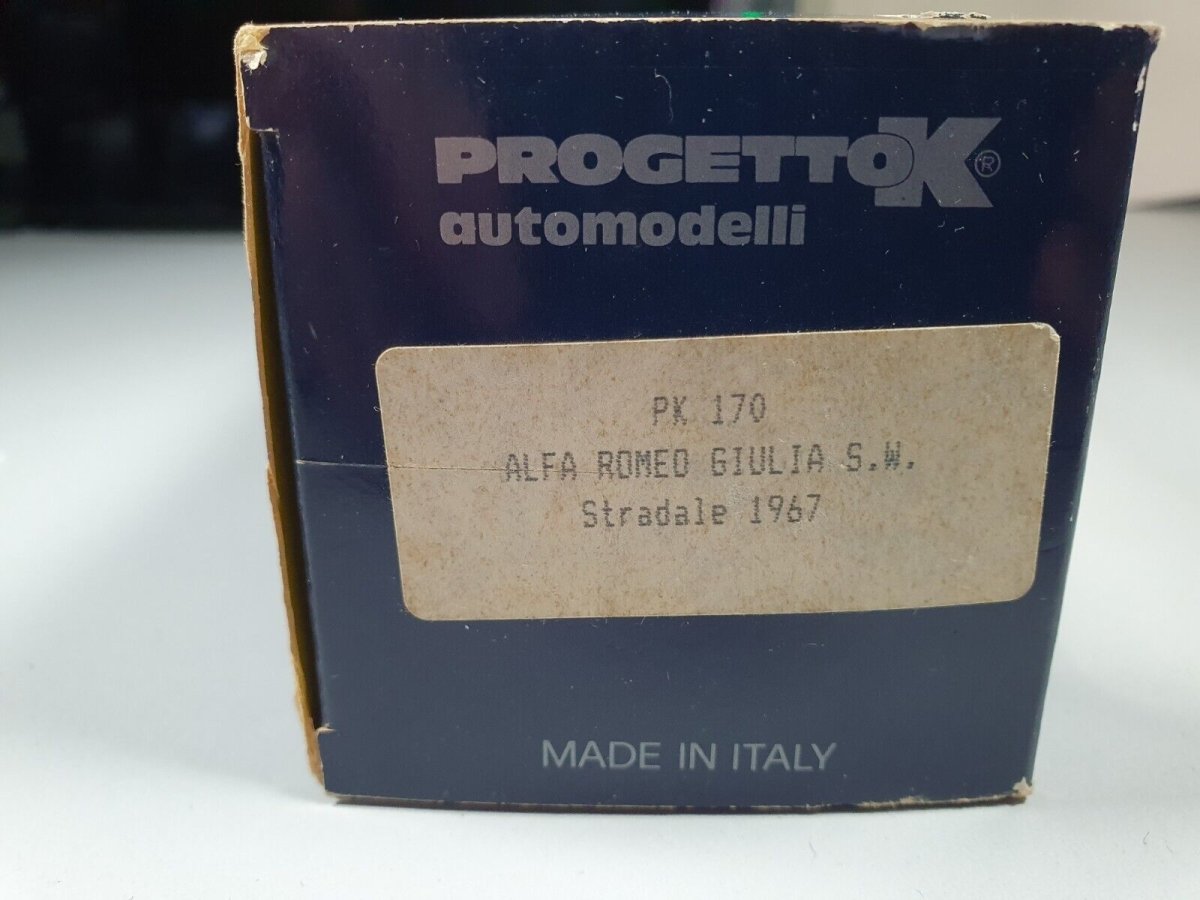 PROGETTOK®
automodelli
PK 170
ALFA ROMEO GIULIA S.W.
Stradale 1967
MADE IN ITALY